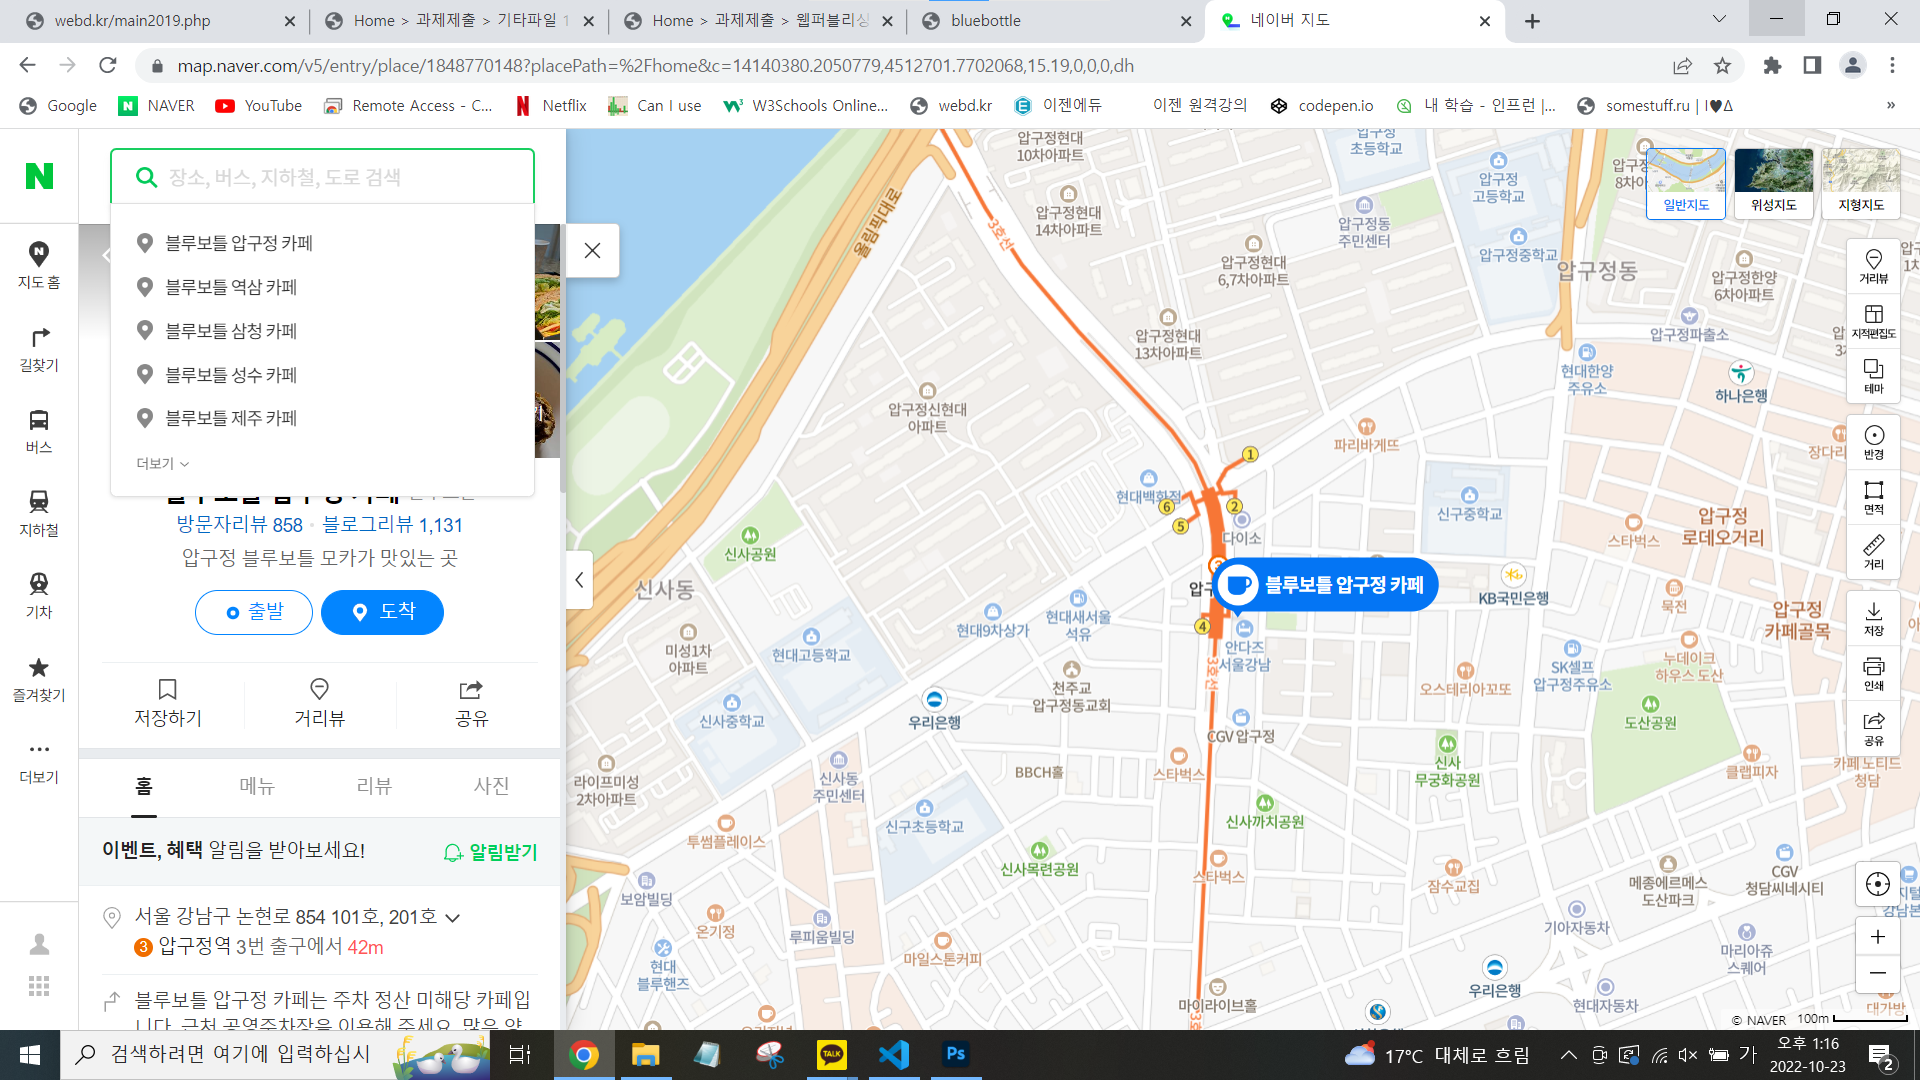 webd.kr/main2019.php
Home > 과제제출 > 기타파일 1
Home > 과제제출 > 웹퍼블리싱
bluebottle
네이버 지도
map.naver.com/v5/entry/place/1848770148?placePath=%2Fhome&c=14140380.2050779,4512701.7702068,15.19,0,0,0,dh
Google
NAVER
YouTube
Remote Access - C...
Netflix
Can I use
W3Schools Online...
webd.kr
이젠에듀
이젠 원격강의
codepen.io
내 학습 - 인프런 |...
somestuff.ru | I♥Δ
»
N
지도 홈
길찾기
버스
지하철
기차
즐겨찾기
더보기
장소, 버스, 지하철, 도로 검색
블루보틀 압구정 카페
블루보틀 역삼 카페
블루보틀 삼청 카페
블루보틀 성수 카페
블루보틀 제주 카페
더보기
방문자리뷰 858
블로그리뷰 1,131
압구정 블루보틀 모카가 맛있는 곳
출발
도착
저장하기
거리뷰
공유
홈
메뉴
리뷰
사진
이벤트, 혜택 알림을 받아보세요!
알림받기
서울 강남구 논현로 854 101호, 201호
3 압구정역 3번 출구에서 42m
블루보틀 압구정 카페는 주차 정산 미해당 카페입
니다. 근처 공영주차장을 이용해 주세요. 많은 양
올림픽대로
3호선
압구정현대
10차아파트
압구정
초등학교
압구정현대
14차아파트
압구정동
주민센터
압구정
고등학교
압구정중학교
압구정동
압구정현대
6,7차아파트
압구정한양
6차아파트
압구정현대
13차아파트
압구정파출소
현대한양
주유소
하나은행
압구정신현대
아파트
파리바게뜨
현대백화점
1
2
6
5
다이소
신구중학교
스타벅스
압구정
로데오거리
신사공원
신사동
블루보틀 압구정 카페
4
KB국민은행
묵전
압구정
카페골목
현대9차상가
현대새서울
석유
안다즈
서울강남
미성1차
아파트
현대고등학교
천주교
압구정동교회
3호선
오스테리아꼬또
SK셀프
압구정주유소
누데이크
하우스 도산
신사중학교
우리은행
CGV 압구정
도산공원
라이프미성
2차아파트
신사동
주민센터
BBCH홀
스타벅스
신사
무궁화공원
클랩피자
카페 노티드
청담
투썸플레이스
신구초등학교
신사까치공원
신사목련공원
스타벅스
잠수교집
메종에르메스
도산파크
CGV
청담씨네시티
보암빌딩
온기정
루피움빌딩
기아자동차
현대
블루핸즈
마일스톤커피
마리아쥬
스퀘어
마이라이브홀
우리은행
현대자동차
일반지도
위성지도
지형지도
거리뷰
지적편집도
테마
반경
면적
거리
저장
인쇄
공유
© NAVER
100m
검색하려면 여기에 입력하십시
TALK
Ps
17°C 대체로 흐림
가
오후 1:16
2022-10-23
2